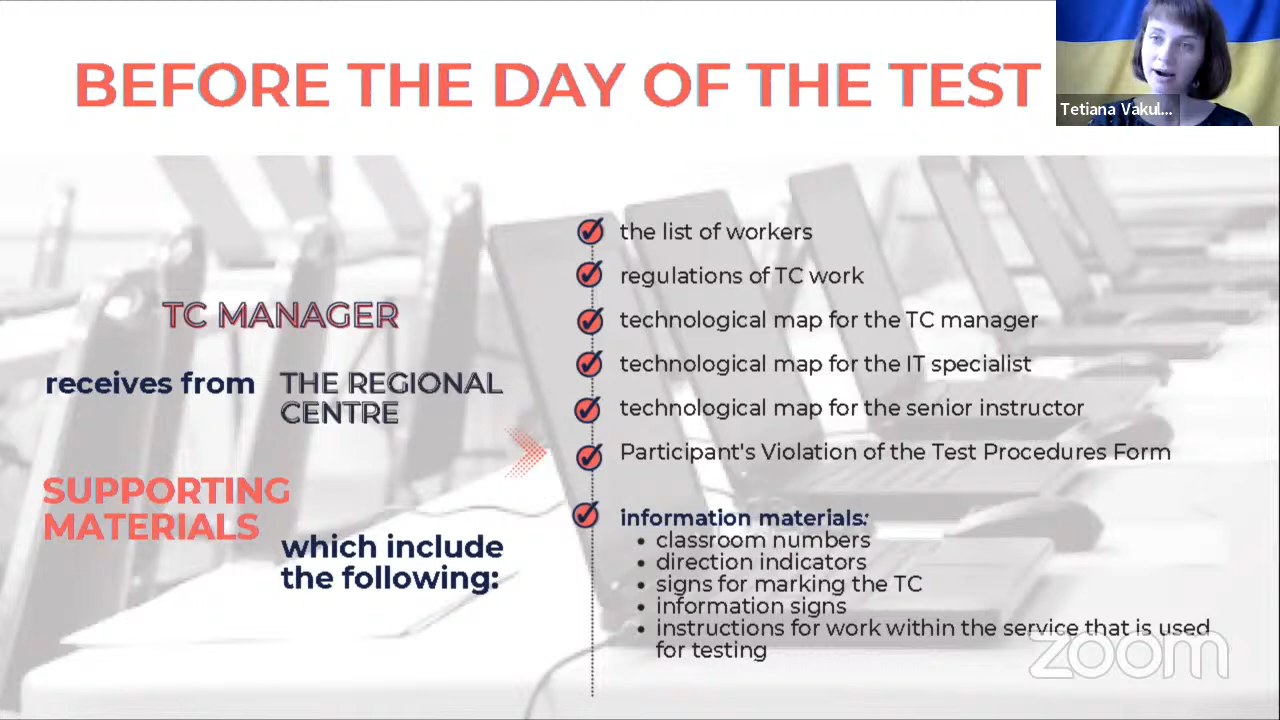 BEFORE THE DAY OF THE TEST
Tetiana Vakul...
TC MANAGER
receives from THE REGIONAL
CENTRE
SUPPORTING
MATERIALS
which include
the following:
the list of workers
regulations of TC work
technological map for the TC manager
technological map for the IT specialist
technological map for the senior instructor
Participant's Violation of the Test Procedures Form
information materials:
• classroom numbers
• direction indicators
• signs for marking the TC
• information signs
• instructions for work within the service that is used
for testing
zoom